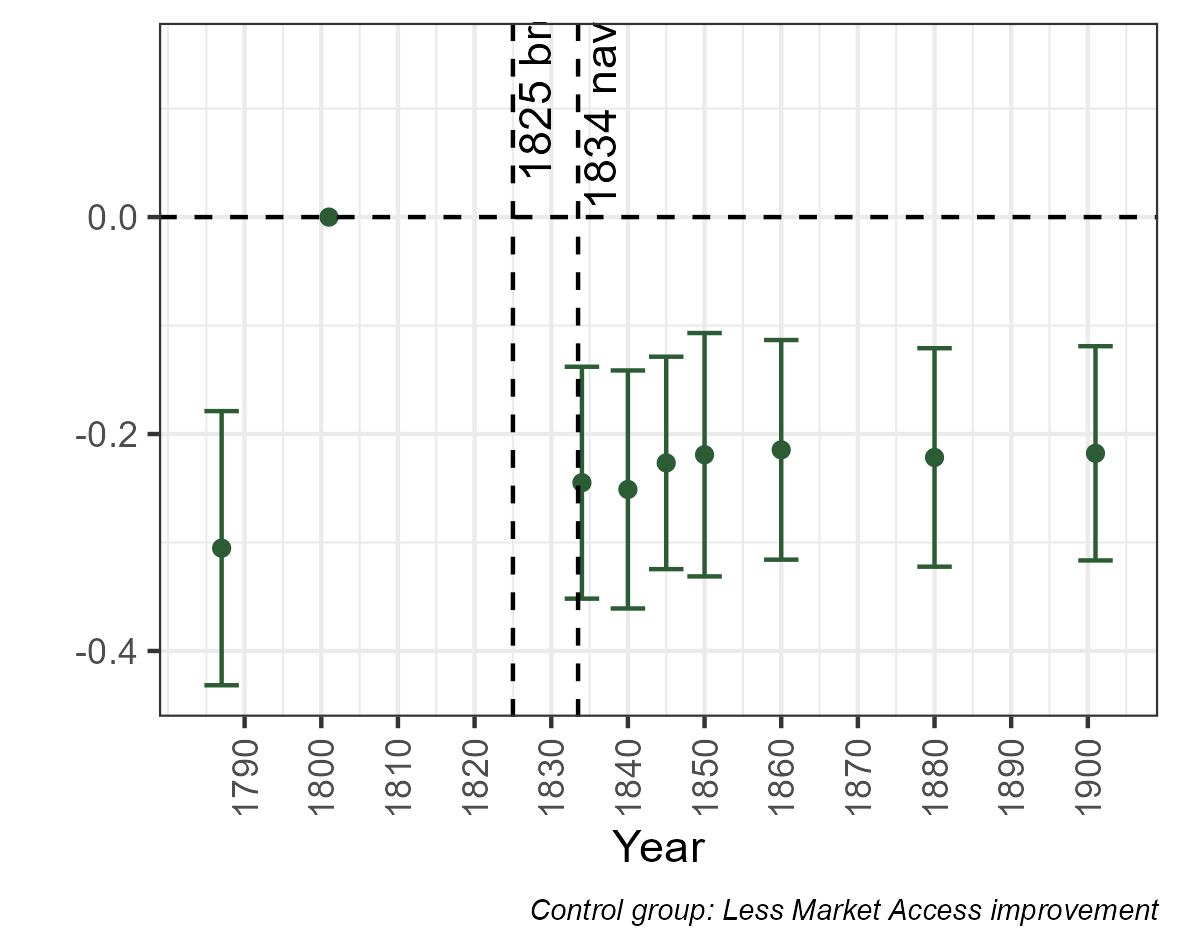 1825 br
1834 nav
0.0
-0.2
-0.4
1790 1800 1810 1820 1830 1840 1850 1860 1870 1880 1890 1900
Year
Control group: Less Market Access improvement